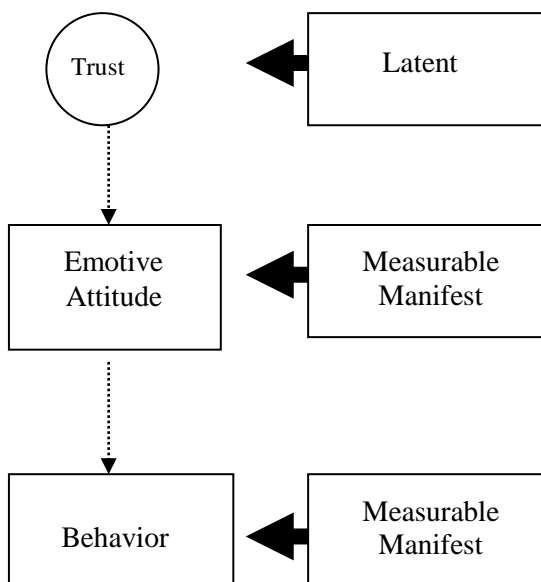 Trust
Latent
Emotive
Attitude
Measurable
Manifest
Behavior
Measurable
Manifest